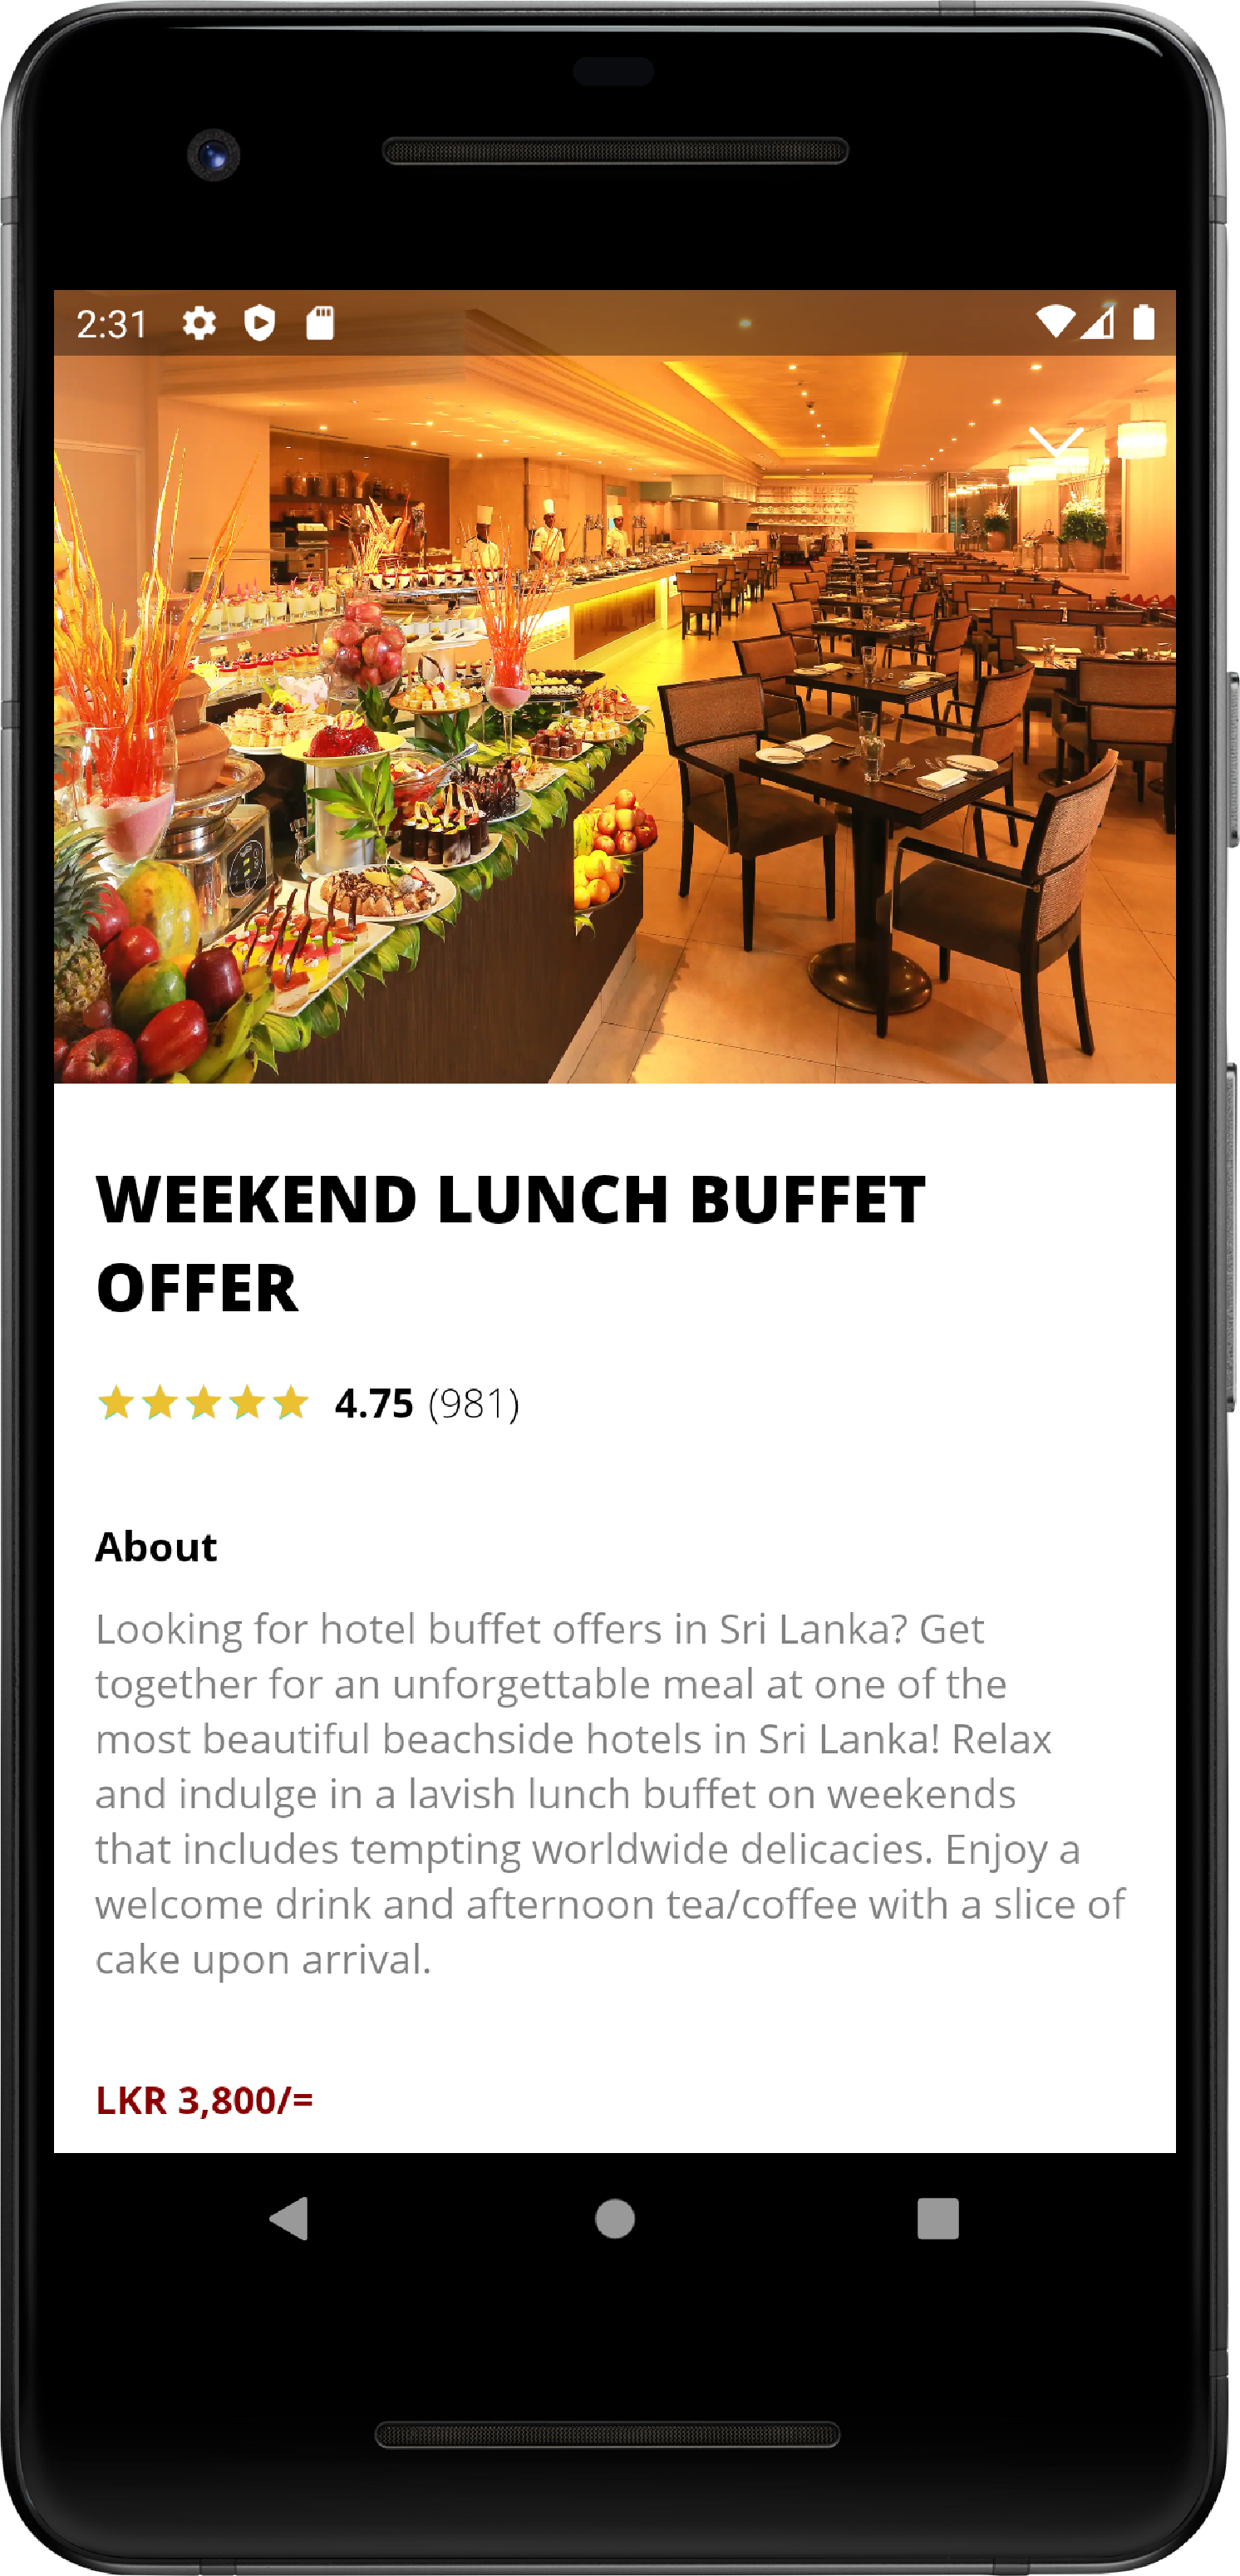 2:31
WEEKEND LUNCH BUFFET
OFFER
4.75 (981)
About
Looking for hotel buffet offers in Sri Lanka? Get
together for an unforgettable meal at one of the
most beautiful beachside hotels in Sri Lanka! Relax
and indulge in a lavish lunch buffet on weekends
that includes tempting worldwide delicacies. Enjoy a
welcome drink and afternoon tea/coffee with a slice of
cake upon arrival.
LKR 3,800/=